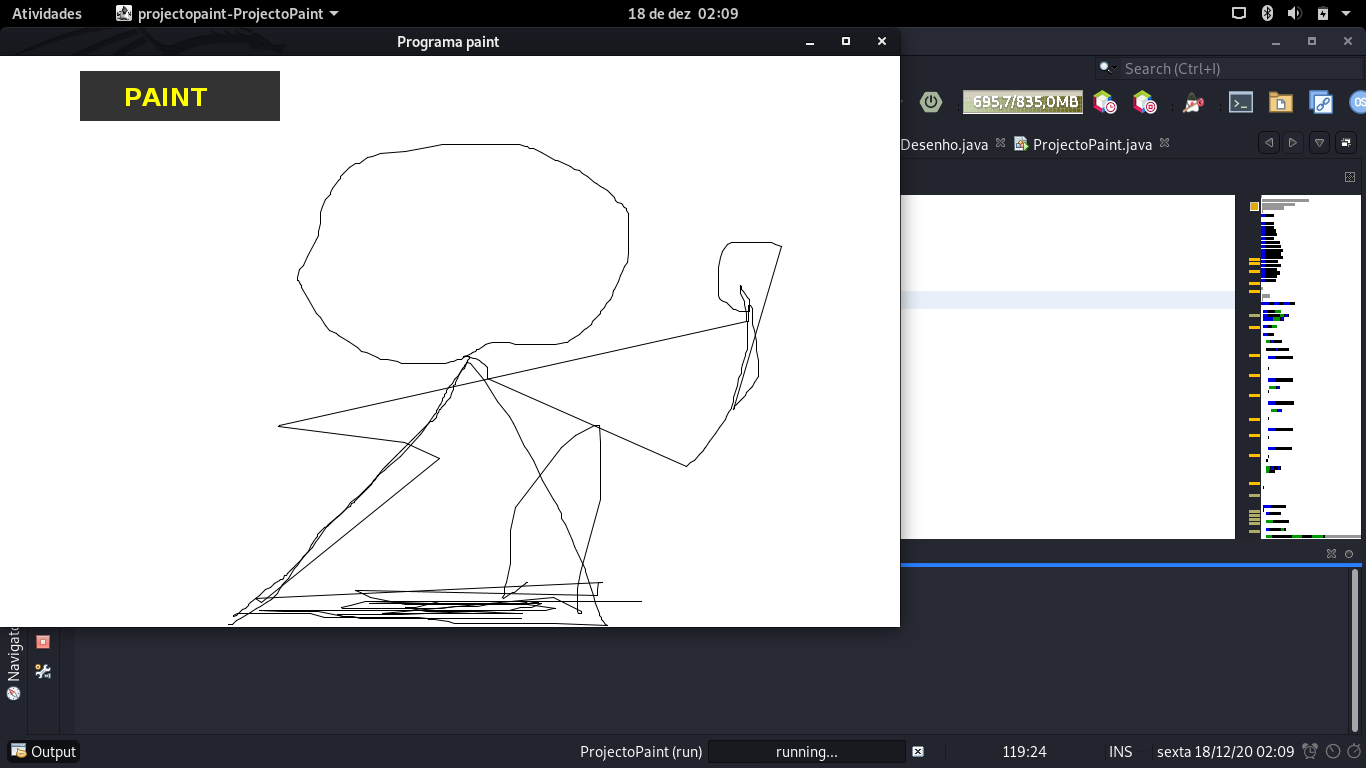 Atividades projectopaint-ProjectoPaint 18 de dez 02:09
Programa paint
Search (Ctrl+I)
PAINT
695,7/835,0MB
Desenho.java ProjectoPaint.java
Navigato
Output ProjectoPaint (run) running... 119:24 INS sexta 18/12/20 02:09